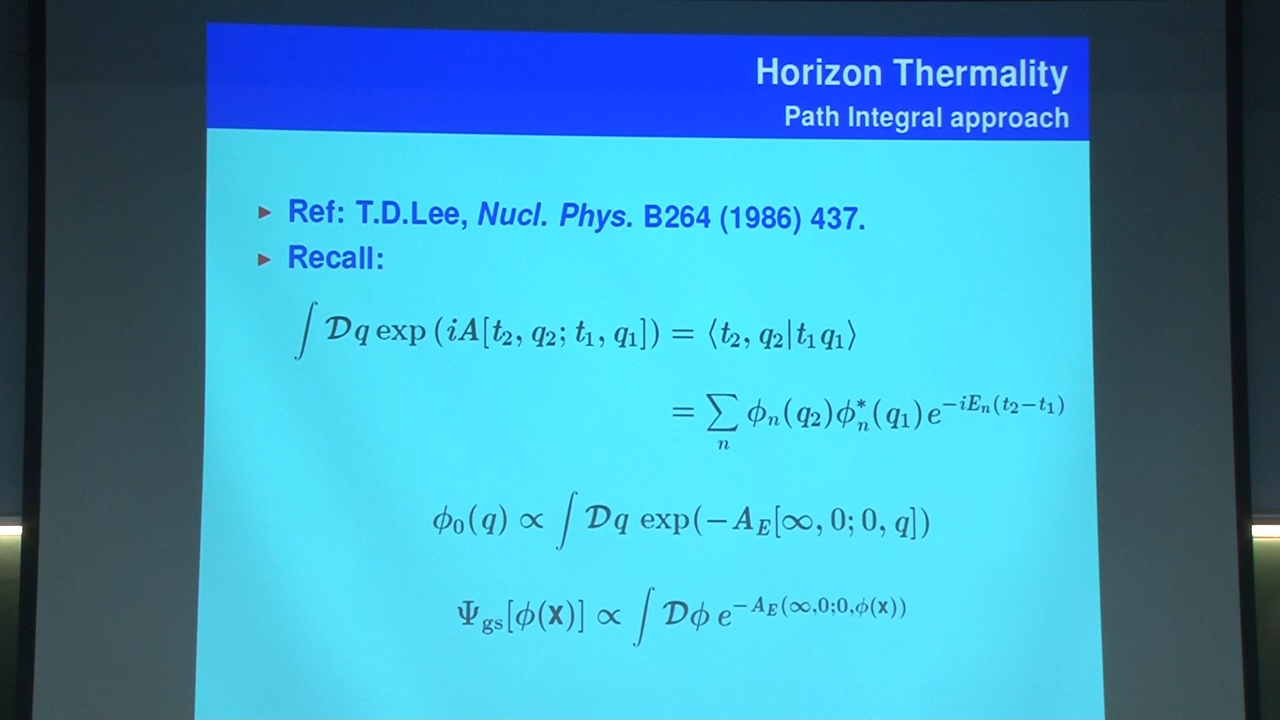 Horizon Thermality
Path Integral approach
▶ Ref: T.D.Lee, Nucl. Phys. B264 (1986) 437.
▶ Recall:
∫ 𝒟q exp (iA[t₂, q₂; t₁, q₁]) = ⟨t₂, q₂|t₁q₁⟩
= ∑ₙ ϕₙ(q₂)ϕₙ*(q₁)e^{−iEₙ(t₂−t₁)}
ϕ₀(q) ∝ ∫ 𝒟q exp(−A_E[∞, 0; 0, q])
Ψ_gs[ϕ(x)] ∝ ∫ 𝒟ϕ e^{−A_E(∞,0;0,ϕ(x))}